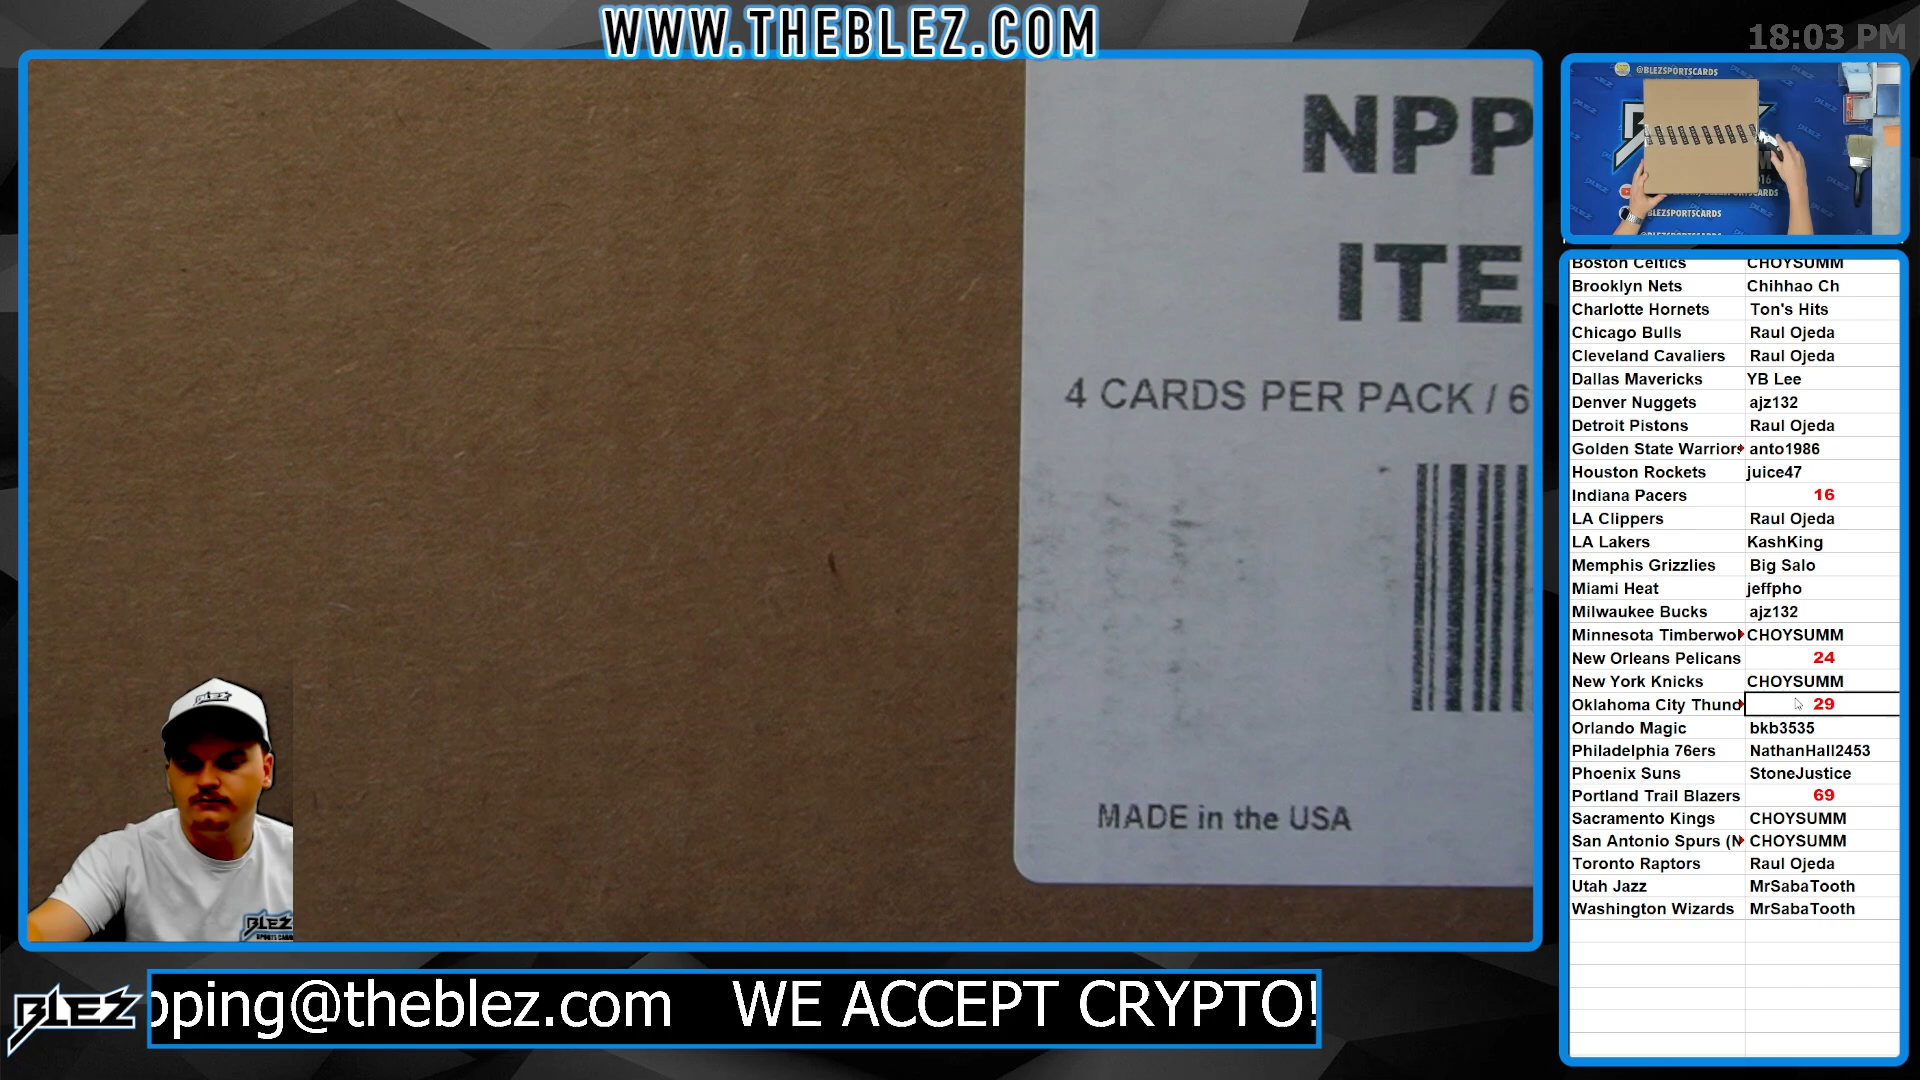 WWW.THEBLEZ.COM
18:03 PM
NPP
ITE
4 CARDS PER PACK / 6
MADE in the USA
BLEZ
BLEZ
@BLEZSPORTSCARDS
BLEZSPORTSCARDS
Boston Celtics CHOYSUMM
Brooklyn Nets Chihhao Ch
Charlotte Hornets Ton's Hits
Chicago Bulls Raul Ojeda
Cleveland Cavaliers Raul Ojeda
Dallas Mavericks YB Lee
Denver Nuggets ajz132
Detroit Pistons Raul Ojeda
Golden State Warriors anto1986
Houston Rockets juice47
Indiana Pacers 16
LA Clippers Raul Ojeda
LA Lakers KashKing
Memphis Grizzlies Big Salo
Miami Heat jeffpho
Milwaukee Bucks ajz132
Minnesota Timberwol CHOYSUMM
New Orleans Pelicans 24
New York Knicks CHOYSUMM
Oklahoma City Thund 29
Orlando Magic bkb3535
Philadelphia 76ers NathanHall2453
Phoenix Suns StoneJustice
Portland Trail Blazers 69
Sacramento Kings CHOYSUMM
San Antonio Spurs (N CHOYSUMM
Toronto Raptors Raul Ojeda
Utah Jazz MrSabaTooth
Washington Wizards MrSabaTooth
BLEZ
pping@theblez.com WE ACCEPT CRYPTO!